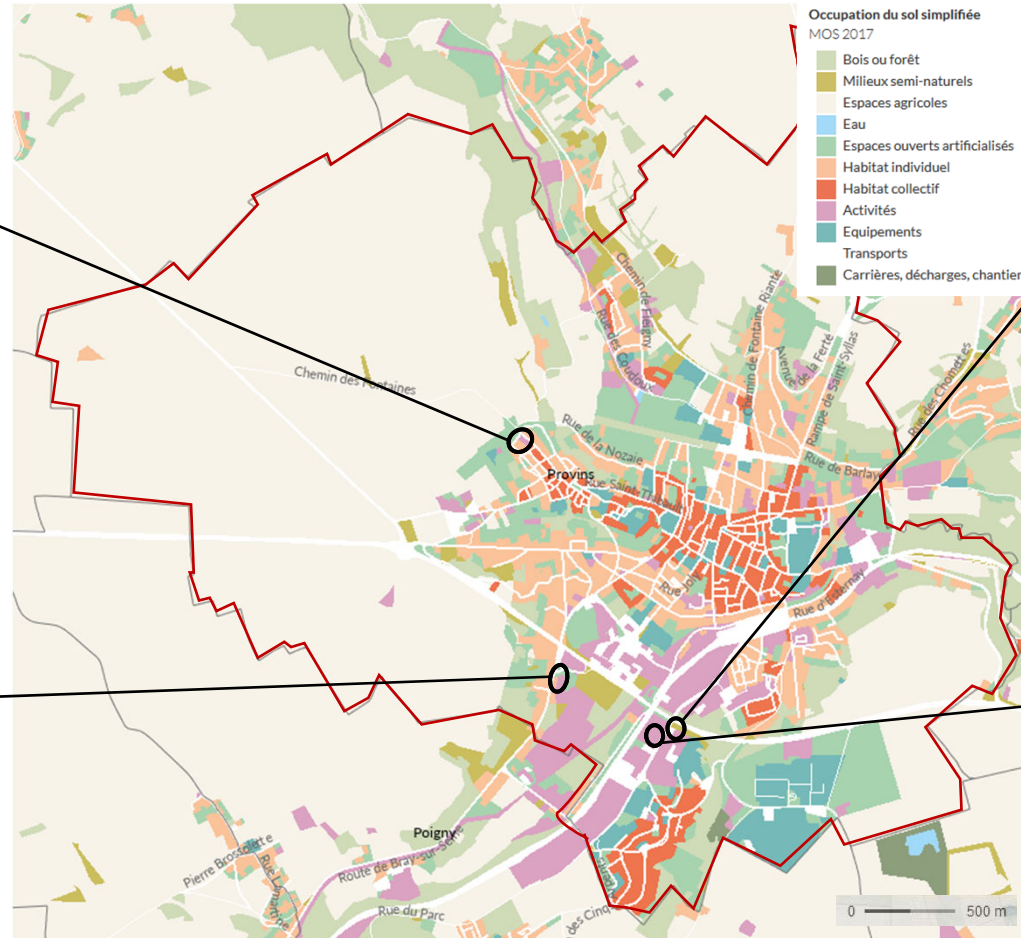 Occupation du sol simplifiée
MOS 2017
Bois ou forêt
Milieux semi-naturels
Espaces agricoles
Eau
Espaces ouverts artificialisés
Habitat individuel
Habitat collectif
Activités
Equipements
Transports
Carrières, décharges, chantier
Chemin de Fleigny
Rue des Coudoux
Chemin de Fontaine Riante
Avenue de la Ferté
Rampe de Saint-Syllas
Rue des Chomottes
Chemin des Fontaines
Rue de la Nozaie
Rue de Barlay
Provins
Rue Saint-Thibault
Rue Joly
Rue d'Esternay
Poigny
Route de Bray-sur-Seine
Pierre Brossolette
Rue du Parc
des Cinq
0
500 m